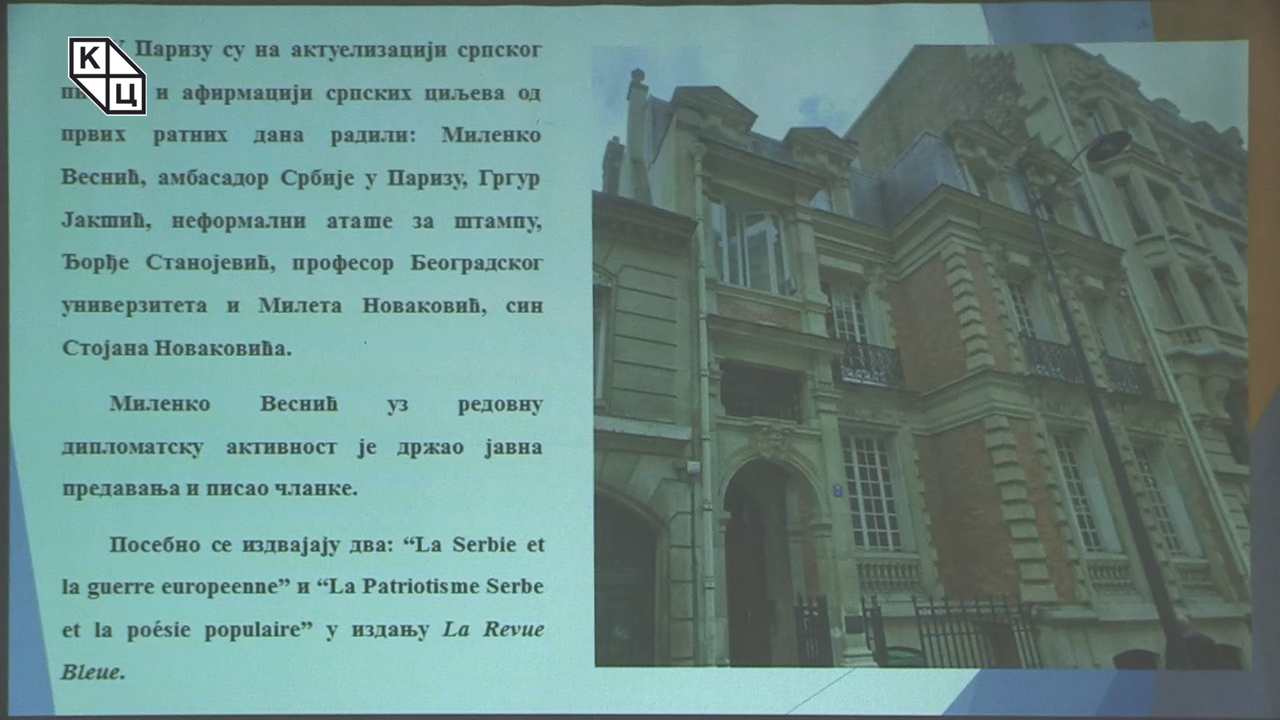 К
Ц
Паризу су на актуелизацији српског
и афирмацији српских циљева од
првих ратних дана радили: Миленко
Веснић, амбасадор Србије у Паризу, Гргур
Јакшић, неформални аташе за штампу,
Ђорђе Станојевић, професор Београдског
универзитета и Милета Новаковић, син
Стојана Новаковића.
Миленко Веснић уз редовну
дипломатску активност је држао јавна
предавања и писао чланке.
Посебно се издвајају два: “La Serbie et
la guerre europeenne” и “La Patriotisme Serbe
et la poésie populaire” у издању La Revue
Bleue.